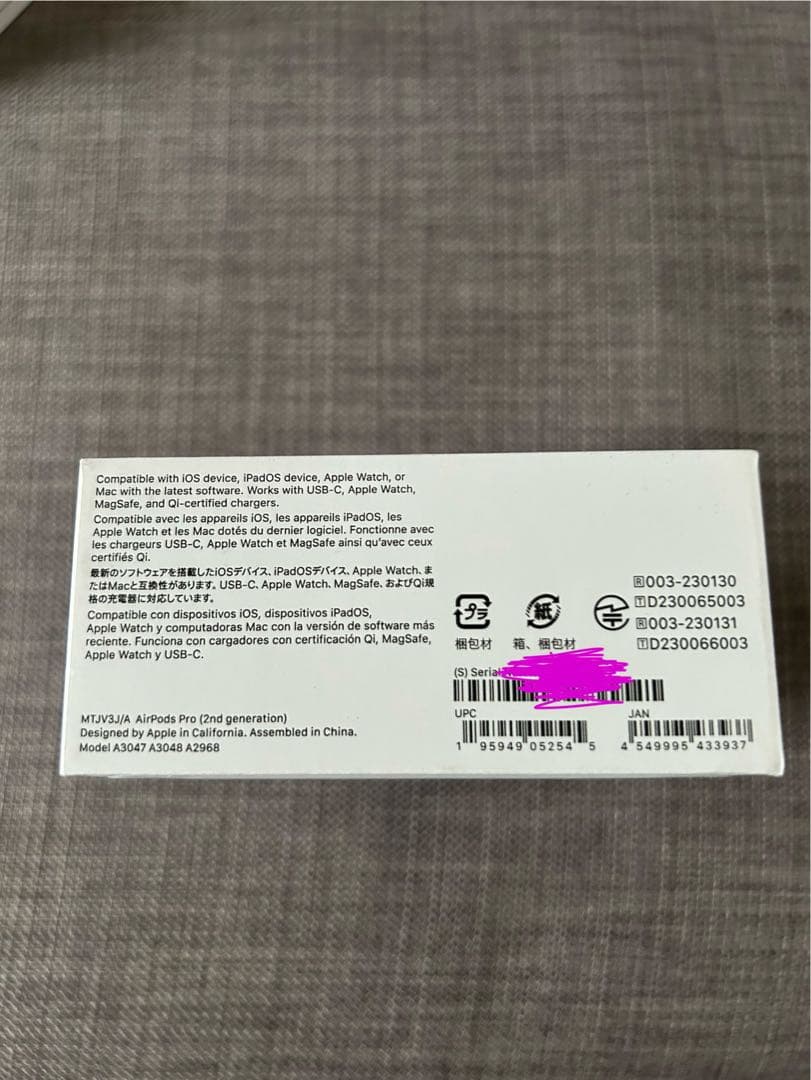 Compatible with iOS device, iPadOS device, Apple Watch, or
Mac with the latest software. Works with USB-C, Apple Watch,
MagSafe, and Qi-certified chargers.
Compatible avec les appareils iOS, les appareils iPadOS, les
Apple Watch et les Mac dotés du dernier logiciel. Fonctionne avec
les chargeurs USB-C, Apple Watch et MagSafe ainsi qu'avec ceux
certifiés Qi.
最新のソフトウェアを搭載したiOSデバイス、iPadOSデバイス、Apple Watch、ま
たはMacと互換性があります。USB-C、Apple Watch、MagSafe、およびQi規
格の充電器に対応しています。
Compatible con dispositivos iOS, dispositivos iPadOS,
Apple Watch y computadoras Mac con la versión de software más
reciente. Funciona con cargadores con certificación Qi, MagSafe,
Apple Watch y USB-C.
MTJV3J/A AirPods Pro (2nd generation)
Designed by Apple in California. Assembled in China.
Model A3047 A3048 A2968
プラ
梱包材
紙
箱、梱包材
R 003-230130
T D230065003
R 003-230131
T D230066003
(S) Serial
UPC
1 95949 05254 5
JAN
4 549995 433937